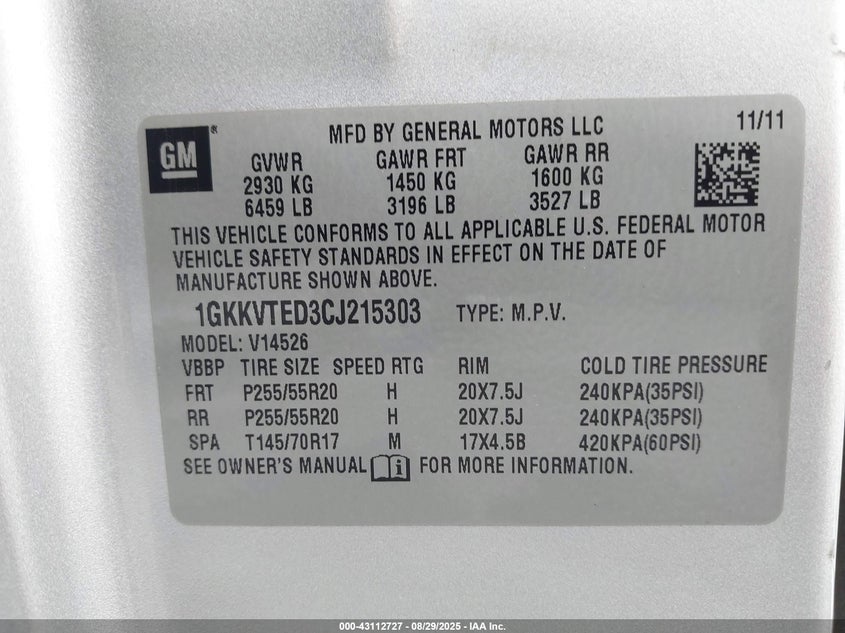 GM®
MFD BY GENERAL MOTORS LLC 11/11
GVWR GAWR FRT GAWR RR
2930 KG 1450 KG 1600 KG
6459 LB 3196 LB 3527 LB
THIS VEHICLE CONFORMS TO ALL APPLICABLE U.S. FEDERAL MOTOR
VEHICLE SAFETY STANDARDS IN EFFECT ON THE DATE OF
MANUFACTURE SHOWN ABOVE.
1GKKVTED3CJ215303 TYPE: M.P.V.
MODEL: V14526
VBBP TIRE SIZE SPEED RTG RIM COLD TIRE PRESSURE
FRT P255/55R20 H 20X7.5J 240KPA(35PSI)
RR P255/55R20 H 20X7.5J 240KPA(35PSI)
SPA T145/70R17 M 17X4.5B 420KPA(60PSI)
SEE OWNER'S MANUAL FOR MORE INFORMATION.
000-43112727 - 08/29/2025 - IAA Inc.